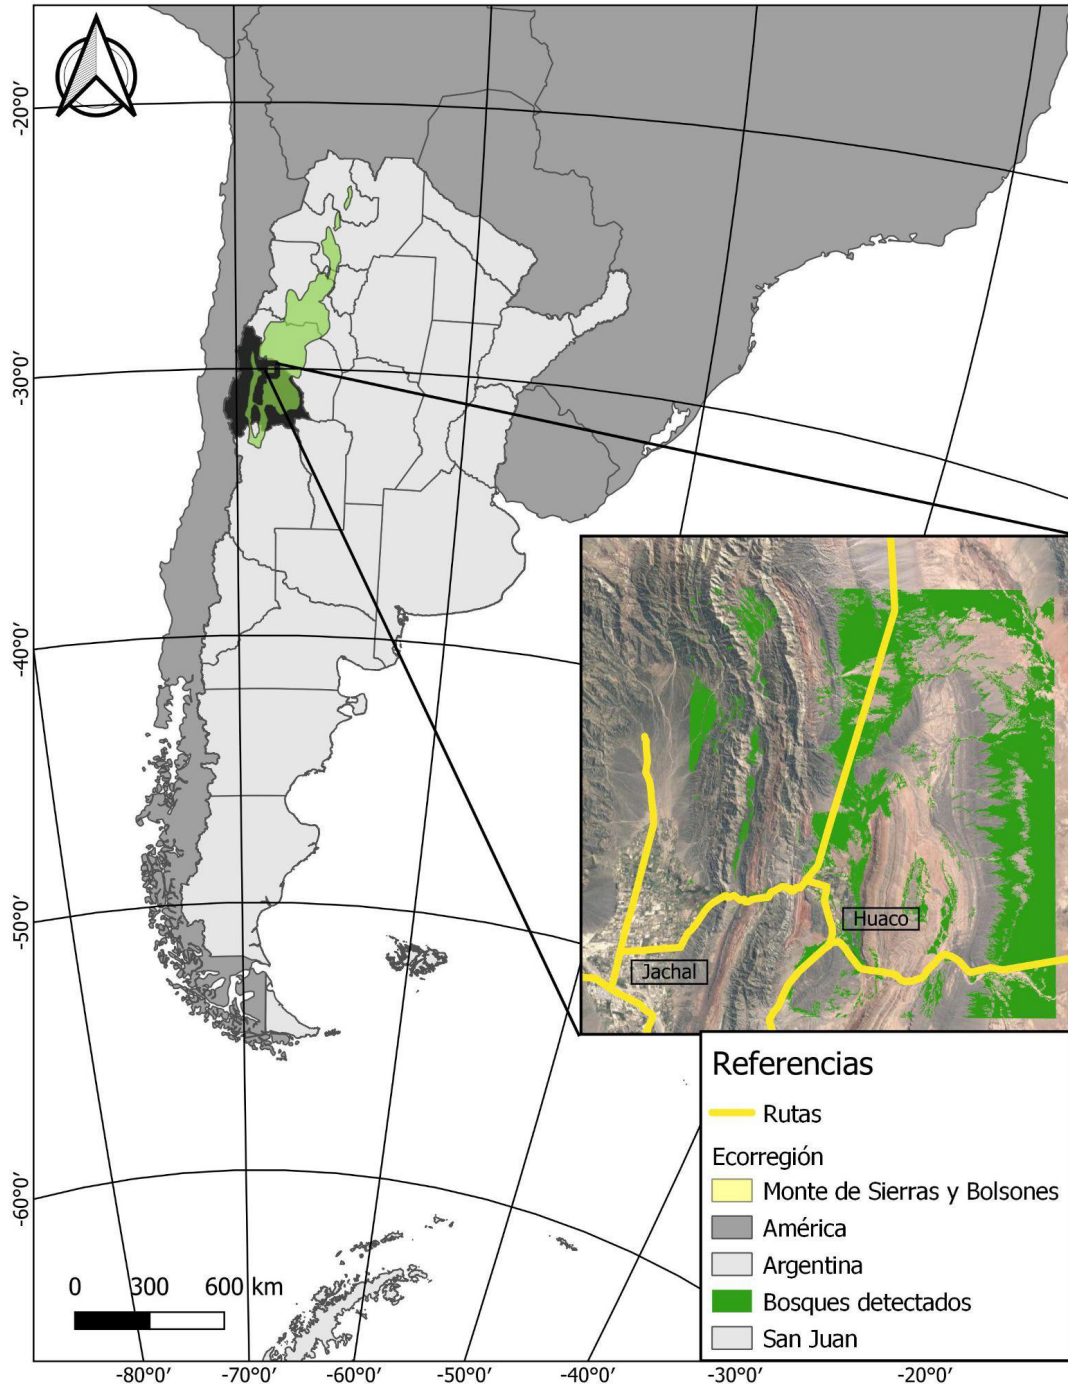 -20°0′
-30°0′
-40°0′
-50°0′
-60°0′
Huaco
Jachal
Referencias
Rutas
Ecorregión
Monte de Sierras y Bolsones
América
Argentina
Bosques detectados
San Juan
0 300 600 km
-80°0′ -70°0′ -60°0′ -50°0′ -40°0′ -30°0′ -20°0′